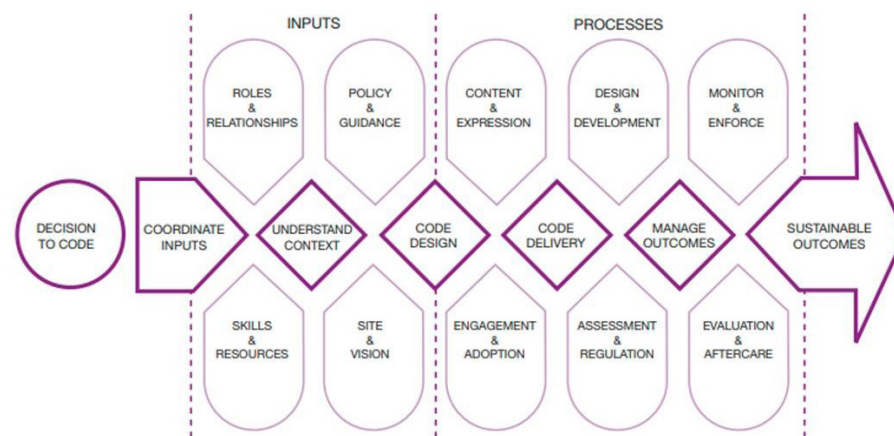 INPUTS
PROCESSES
ROLES
&
RELATIONSHIPS
POLICY
&
GUIDANCE
CONTENT
&
EXPRESSION
DESIGN
&
DEVELOPMENT
MONITOR
&
ENFORCE
DECISION
TO CODE
COORDINATE
INPUTS
UNDERSTAND
CONTEXT
CODE
DESIGN
CODE
DELIVERY
MANAGE
OUTCOMES
SUSTAINABLE
OUTCOMES
SKILLS
&
RESOURCES
SITE
&
VISION
ENGAGEMENT
&
ADOPTION
ASSESSMENT
&
REGULATION
EVALUATION
&
AFTERCARE